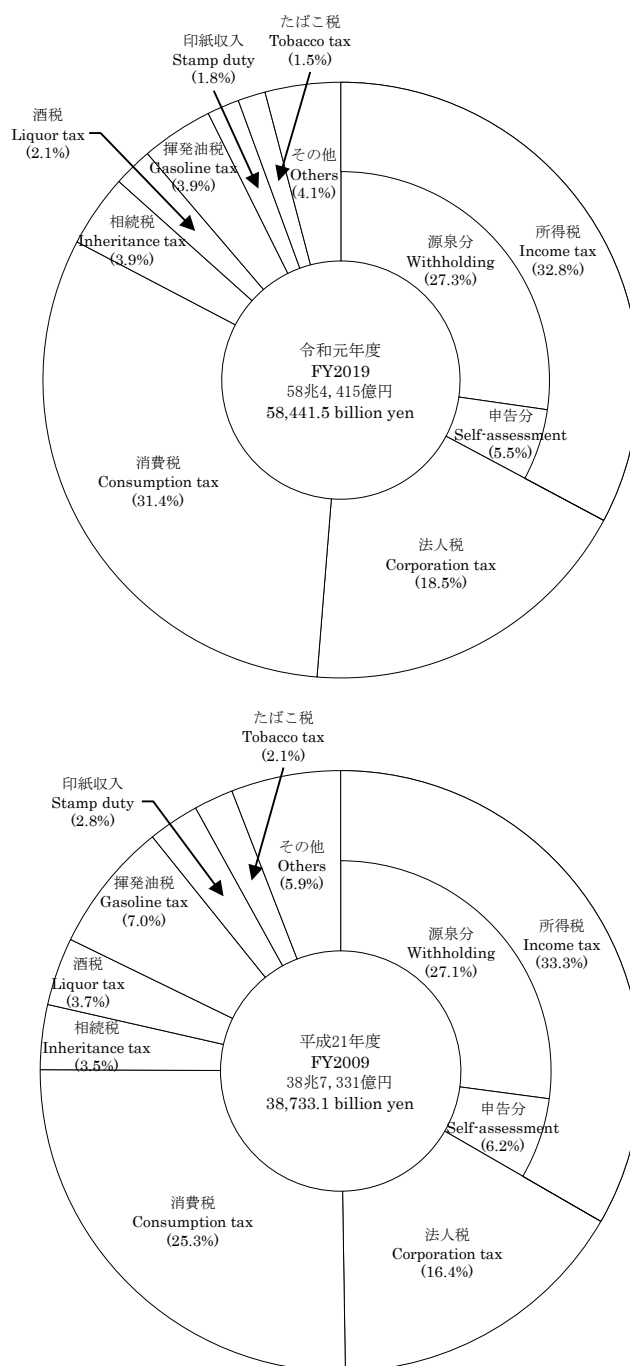 たばこ税
Tobacco tax
(1.5%)
印紙収入
Stamp duty
(1.8%)
酒税
Liquor tax
(2.1%)
揮発油税
Gasoline tax
(3.9%)
その他
Others
(4.1%)
相続税
Inheritance tax
(3.9%)
所得税
Income tax
(32.8%)
源泉分
Withholding
(27.3%)
令和元年度
FY2019
58兆4,415億円
58,441.5 billion yen
申告分
Self-assessment
(5.5%)
消費税
Consumption tax
(31.4%)
法人税
Corporation tax
(18.5%)
たばこ税
Tobacco tax
(2.1%)
印紙収入
Stamp duty
(2.8%)
その他
Others
(5.9%)
揮発油税
Gasoline tax
(7.0%)
所得税
Income tax
(33.3%)
源泉分
Withholding
(27.1%)
酒税
Liquor tax
(3.7%)
相続税
Inheritance tax
(3.5%)
平成21年度
FY2009
38兆7,331億円
38,733.1 billion yen
申告分
Self-assessment
(6.2%)
消費税
Consumption tax
(25.3%)
法人税
Corporation tax
(16.4%)